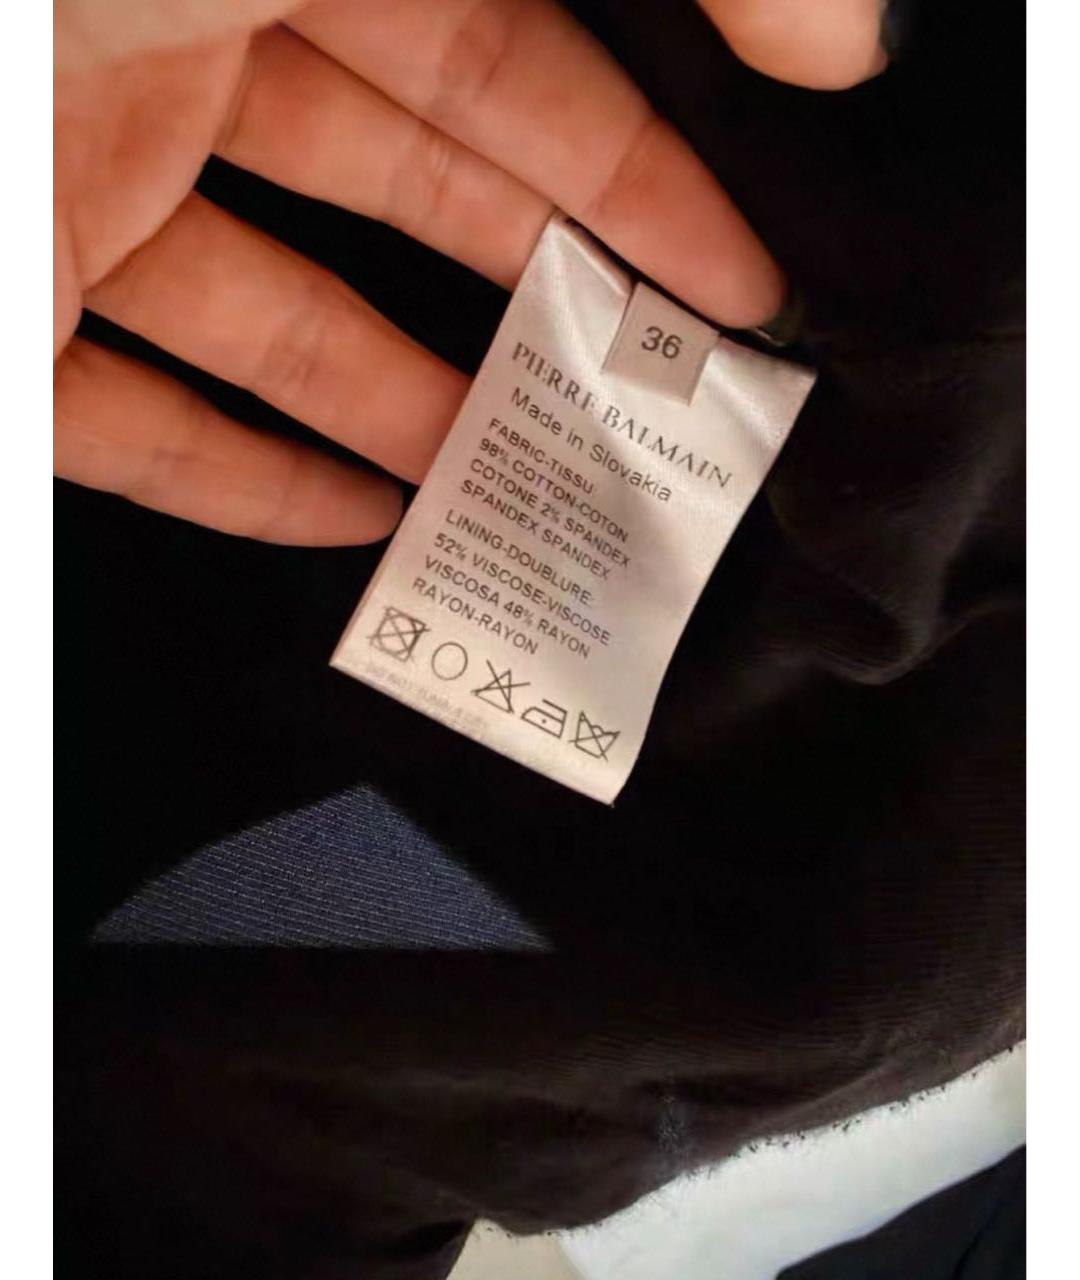 36
PIERRE BALMAIN
Made in Slovakia
FABRIC-TISSU:
98% COTTON-COTON
COTONE 2% SPANDEX
SPANDEX SPANDEX
LINING-DOUBLURE:
52% VISCOSE-VISCOSE
VISCOSA 48% RAYON
RAYON-RAYON